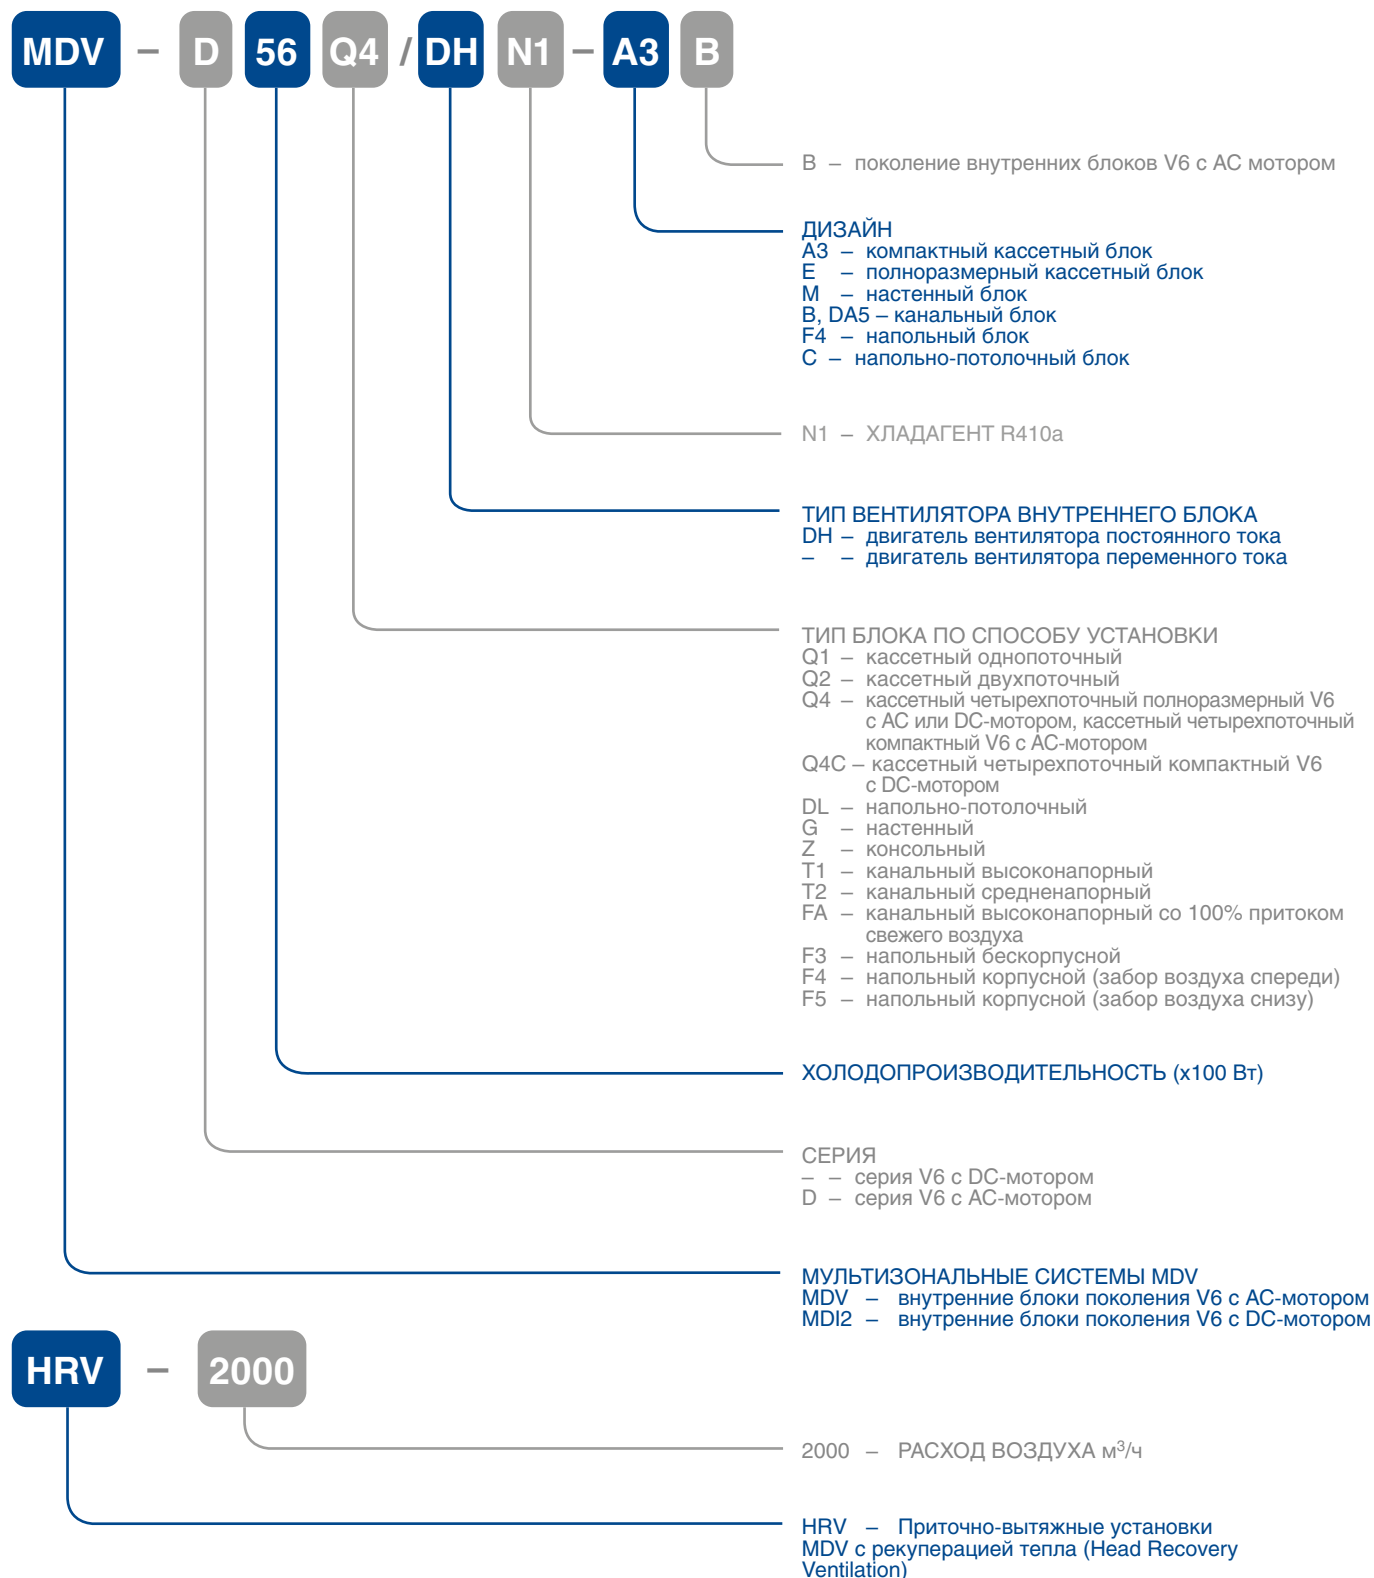 MDV – D 56 Q4 / DH N1 – A3 B
B – поколение внутренних блоков V6 с AC мотором
ДИЗАЙН
A3 – компактный кассетный блок
E – полноразмерный кассетный блок
M – настенный блок
B, DA5 – канальный блок
F4 – напольный блок
C – напольно-потолочный блок
N1 – ХЛАДАГЕНТ R410a
ТИП ВЕНТИЛЯТОРА ВНУТРЕННЕГО БЛОКА
DH – двигатель вентилятора постоянного тока
– – двигатель вентилятора переменного тока
ТИП БЛОКА ПО СПОСОБУ УСТАНОВКИ
Q1 – кассетный однопоточный
Q2 – кассетный двухпоточный
Q4 – кассетный четырехпоточный полноразмерный V6
с AC или DC-мотором, кассетный четырехпоточный
компактный V6 с AC-мотором
Q4C – кассетный четырехпоточный компактный V6
с DC-мотором
DL – напольно-потолочный
G – настенный
Z – консольный
T1 – канальный высоконапорный
T2 – канальный средненапорный
FA – канальный высоконапорный со 100% притоком
свежего воздуха
F3 – напольный бескорпусной
F4 – напольный корпусной (забор воздуха спереди)
F5 – напольный корпусной (забор воздуха снизу)
ХОЛОДОПРОИЗВОДИТЕЛЬНОСТЬ (x100 Вт)
СЕРИЯ
– – серия V6 с DC-мотором
D – серия V6 с AC-мотором
МУЛЬТИЗОНАЛЬНЫЕ СИСТЕМЫ MDV
MDV – внутренние блоки поколения V6 с AC-мотором
MDI2 – внутренние блоки поколения V6 с DC-мотором
HRV – 2000
2000 – РАСХОД ВОЗДУХА м³/ч
HRV – Приточно-вытяжные установки
MDV с рекуперацией тепла (Head Recovery
Ventilation)